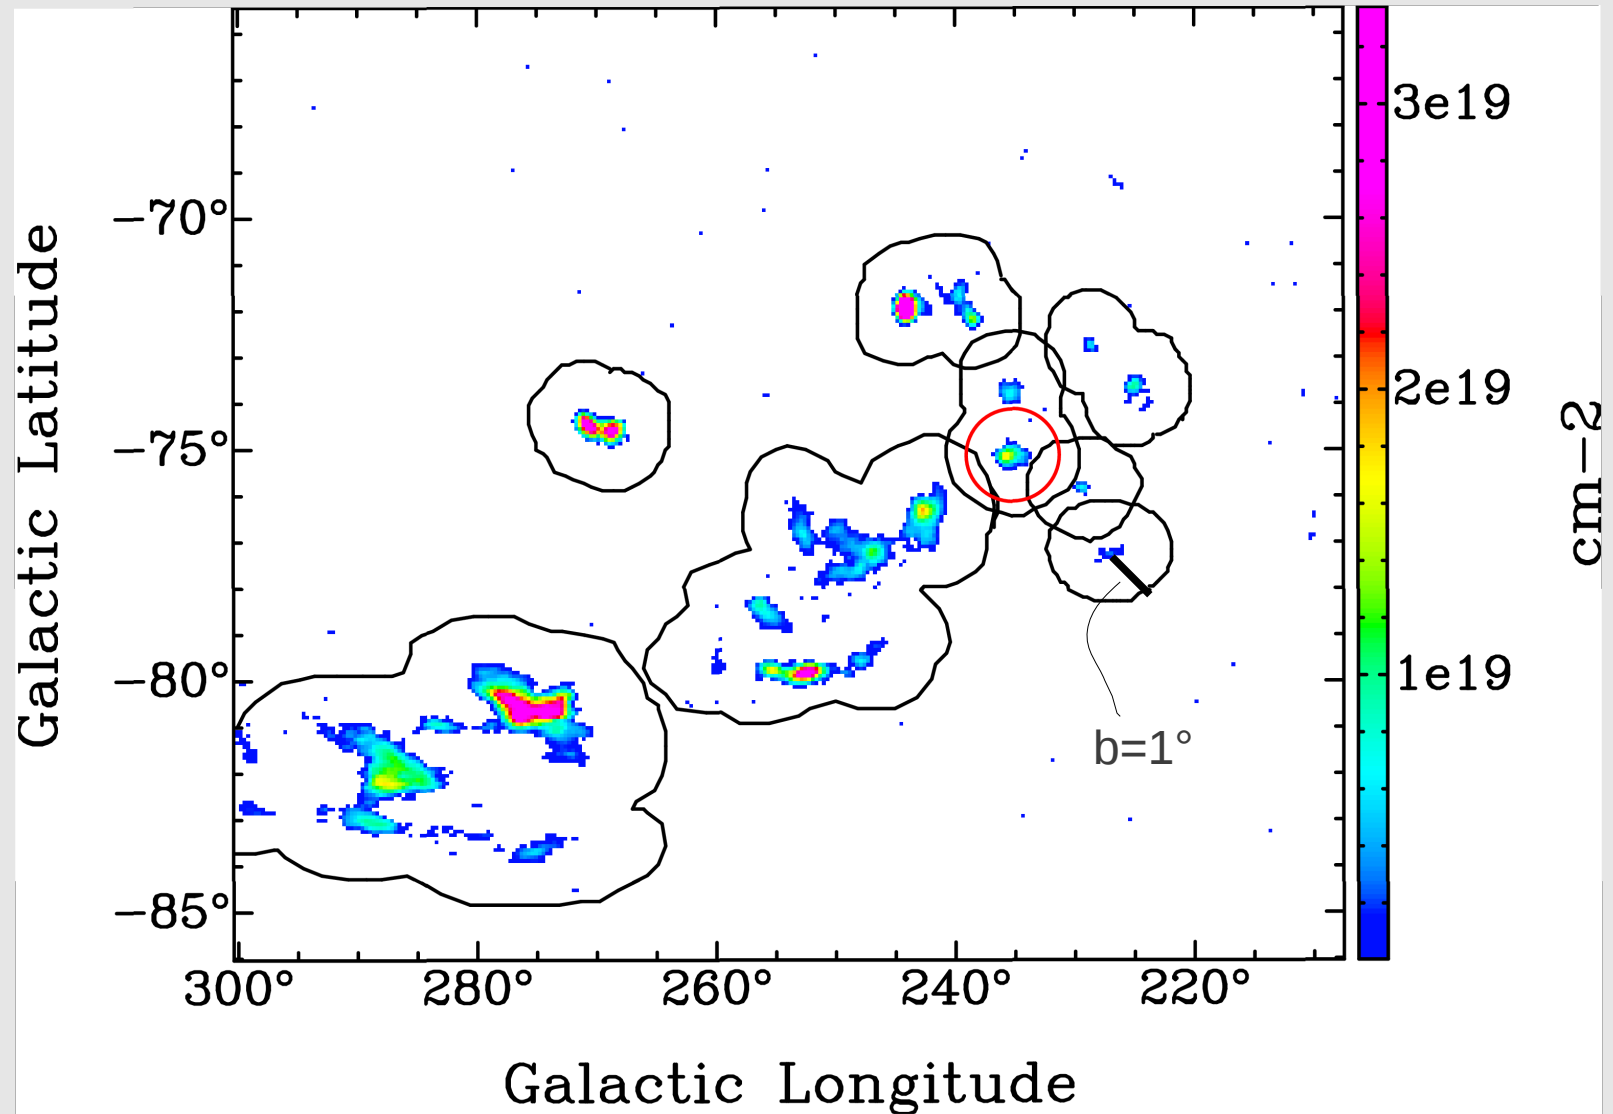 Galactic Latitude
−70°
−75°
−80°
−85°
300°
280°
260°
240°
220°
Galactic Longitude
3e19
2e19
1e19
cm−2
b=1°